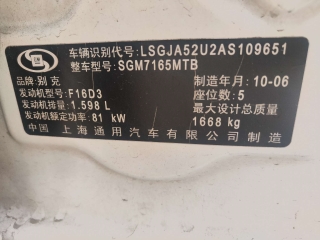 车辆识别代号: LSGJA52U2AS109651
整车型号: SGM7165MTB
品牌: 别克 制造年月: 10-06
发动机型号: F16D3 座位数: 5
发动机排量: 1.598 L 最大设计总质量
发动机额定功率: 81 kW 1668 kg
中国 上海通用汽车有限公司制造